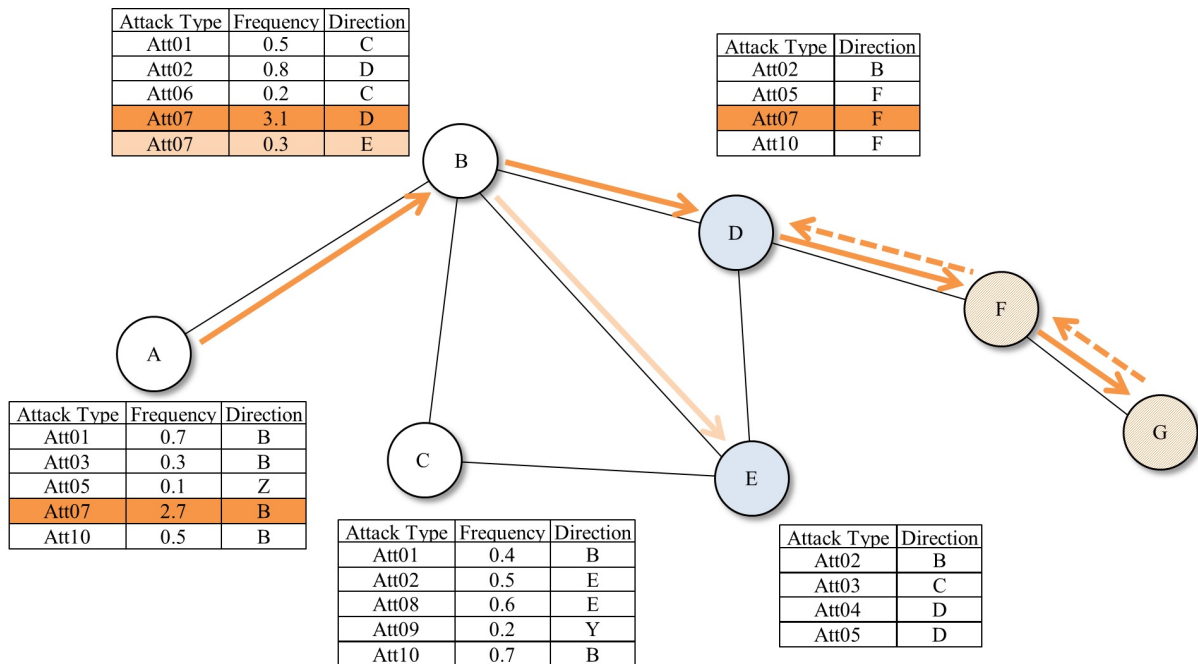 Attack Type Frequency Direction
Att01 0.5 C
Att02 0.8 D
Att06 0.2 C
Att07 3.1 D
Att07 0.3 E
Attack Type Direction
Att02 B
Att05 F
Att07 F
Att10 F
B
D
F
A
G
C
E
Attack Type Frequency Direction
Att01 0.7 B
Att03 0.3 B
Att05 0.1 Z
Att07 2.7 B
Att10 0.5 B
Attack Type Frequency Direction
Att01 0.4 B
Att02 0.5 E
Att08 0.6 E
Att09 0.2 Y
Att10 0.7 B
Attack Type Direction
Att02 B
Att03 C
Att04 D
Att05 D